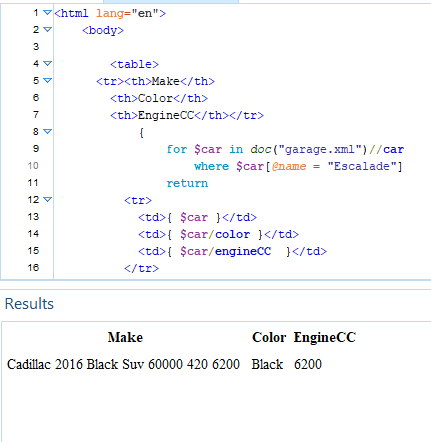 1 <html lang="en">
2 <body>
3
4 <table>
5 <tr><th>Make</th>
6 <th>Color</th>
7 <th>EngineCC</th></tr>
8 {
9 for $car in doc("garage.xml")//car
10 where $car[@name = "Escalade"]
11 return
12 <tr>
13 <td>{ $car }</td>
14 <td>{ $car/color }</td>
15 <td>{ $car/engineCC }</td>
16 </tr>
Results
Make Color EngineCC
Cadillac 2016 Black Suv 60000 420 6200 Black 6200